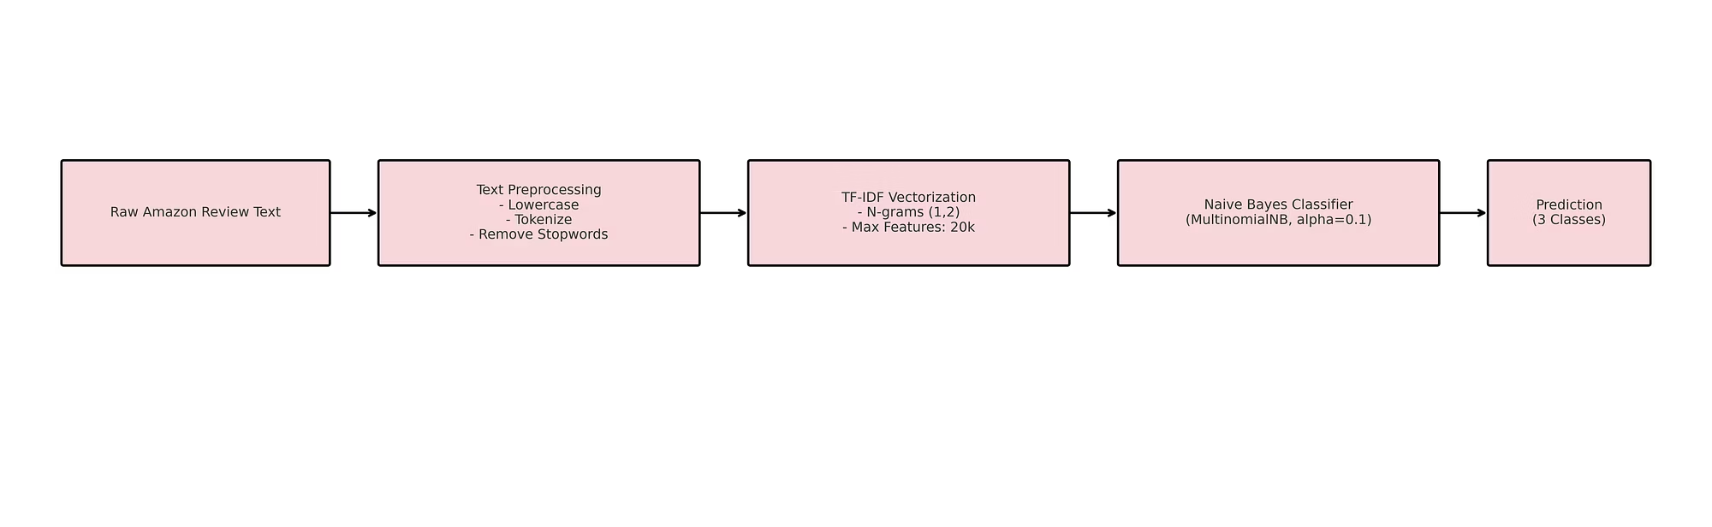 Raw Amazon Review Text
Text Preprocessing
- Lowercase
- Tokenize
- Remove Stopwords
TF-IDF Vectorization
- N-grams (1,2)
- Max Features: 20k
Naive Bayes Classifier
(MultinomialNB, alpha=0.1)
Prediction
(3 Classes)